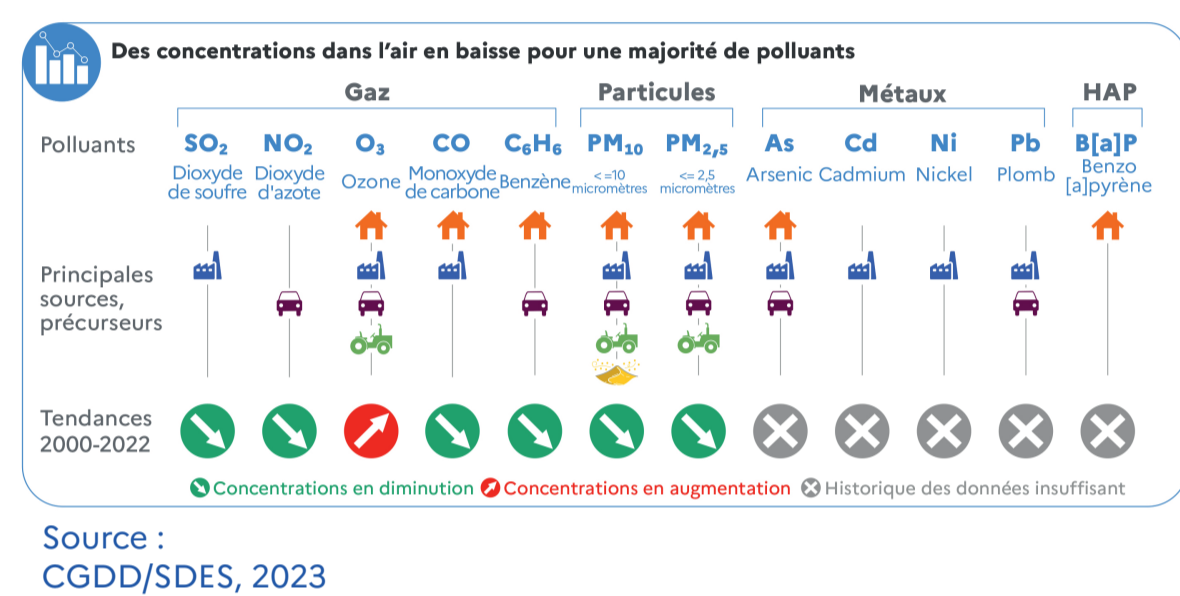 Des concentrations dans l'air en baisse pour une majorité de polluants
Gaz Particules Métaux HAP
Polluants SO₂ NO₂ O₃ CO C₆H₆ PM₁₀ PM₂,₅ As Cd Ni Pb B[a]P
Dioxyde de soufre Dioxyde d'azote Ozone Monoxyde de carbone Benzène <=10 micromètres <= 2,5 micromètres Arsenic Cadmium Nickel Plomb Benzo [a]pyrène
Principales
sources,
précurseurs
Tendances
2000-2022
Concentrations en diminution Concentrations en augmentation Historique des données insuffisant
Source :
CGDD/SDES, 2023